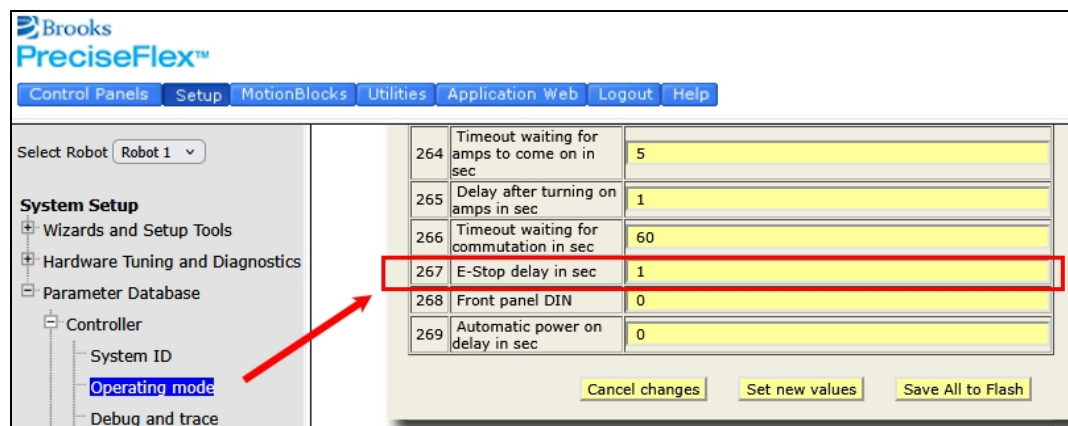 Brooks
PreciseFlex™
Control Panels Setup MotionBlocks Utilities Application Web Logout Help
Select Robot Robot 1
System Setup
Wizards and Setup Tools
Hardware Tuning and Diagnostics
Parameter Database
Controller
System ID
Operating mode
Debug and trace
264 Timeout waiting for
amps to come on in
sec
5
265 Delay after turning on
amps in sec
1
266 Timeout waiting for
commutation in sec
60
267 E-Stop delay in sec 1
268 Front panel DIN 0
269 Automatic power on
delay in sec
0
Cancel changes Set new values Save All to Flash